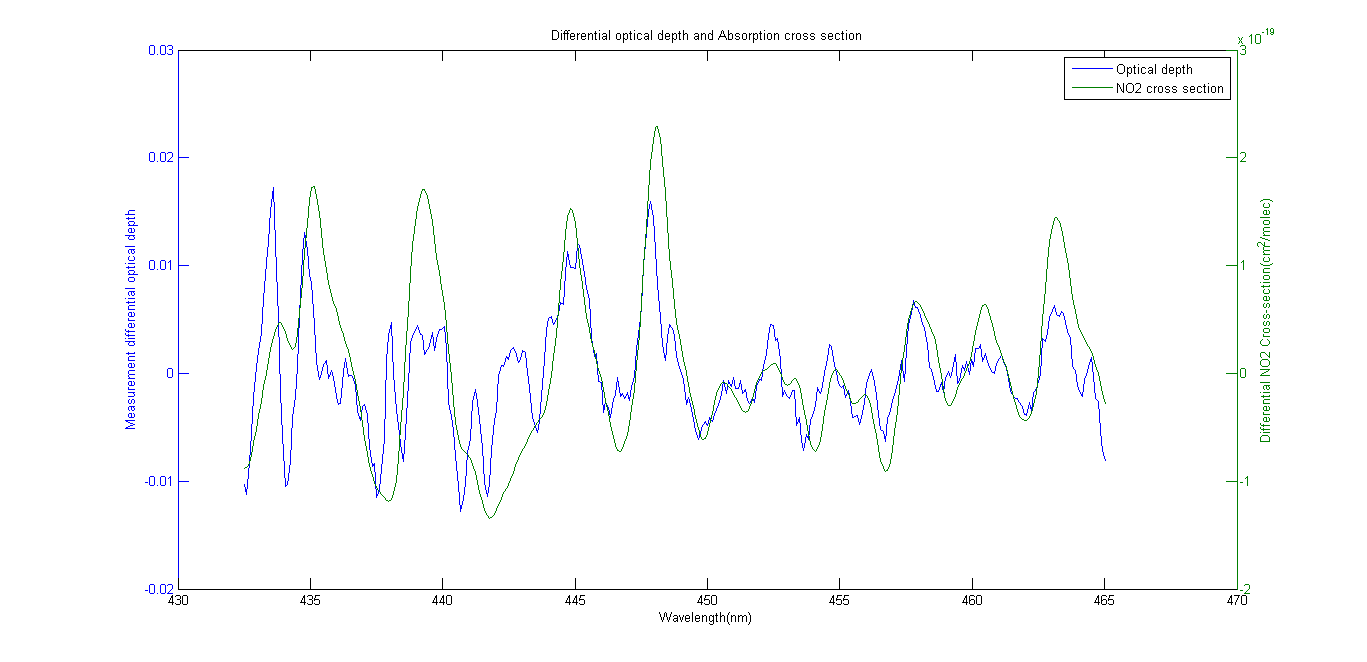 Differential optical depth and Absorption cross section
x 10^-19
0.03
0.02
0.01
0
-0.01
-0.02
Measurement differential optical depth
Optical depth
NO2 cross section
3
2
1
0
-1
-2
Differential NO2 Cross-section(cm^2/molec)
430 435 440 445 450 455 460 465 470
Wavelength(nm)